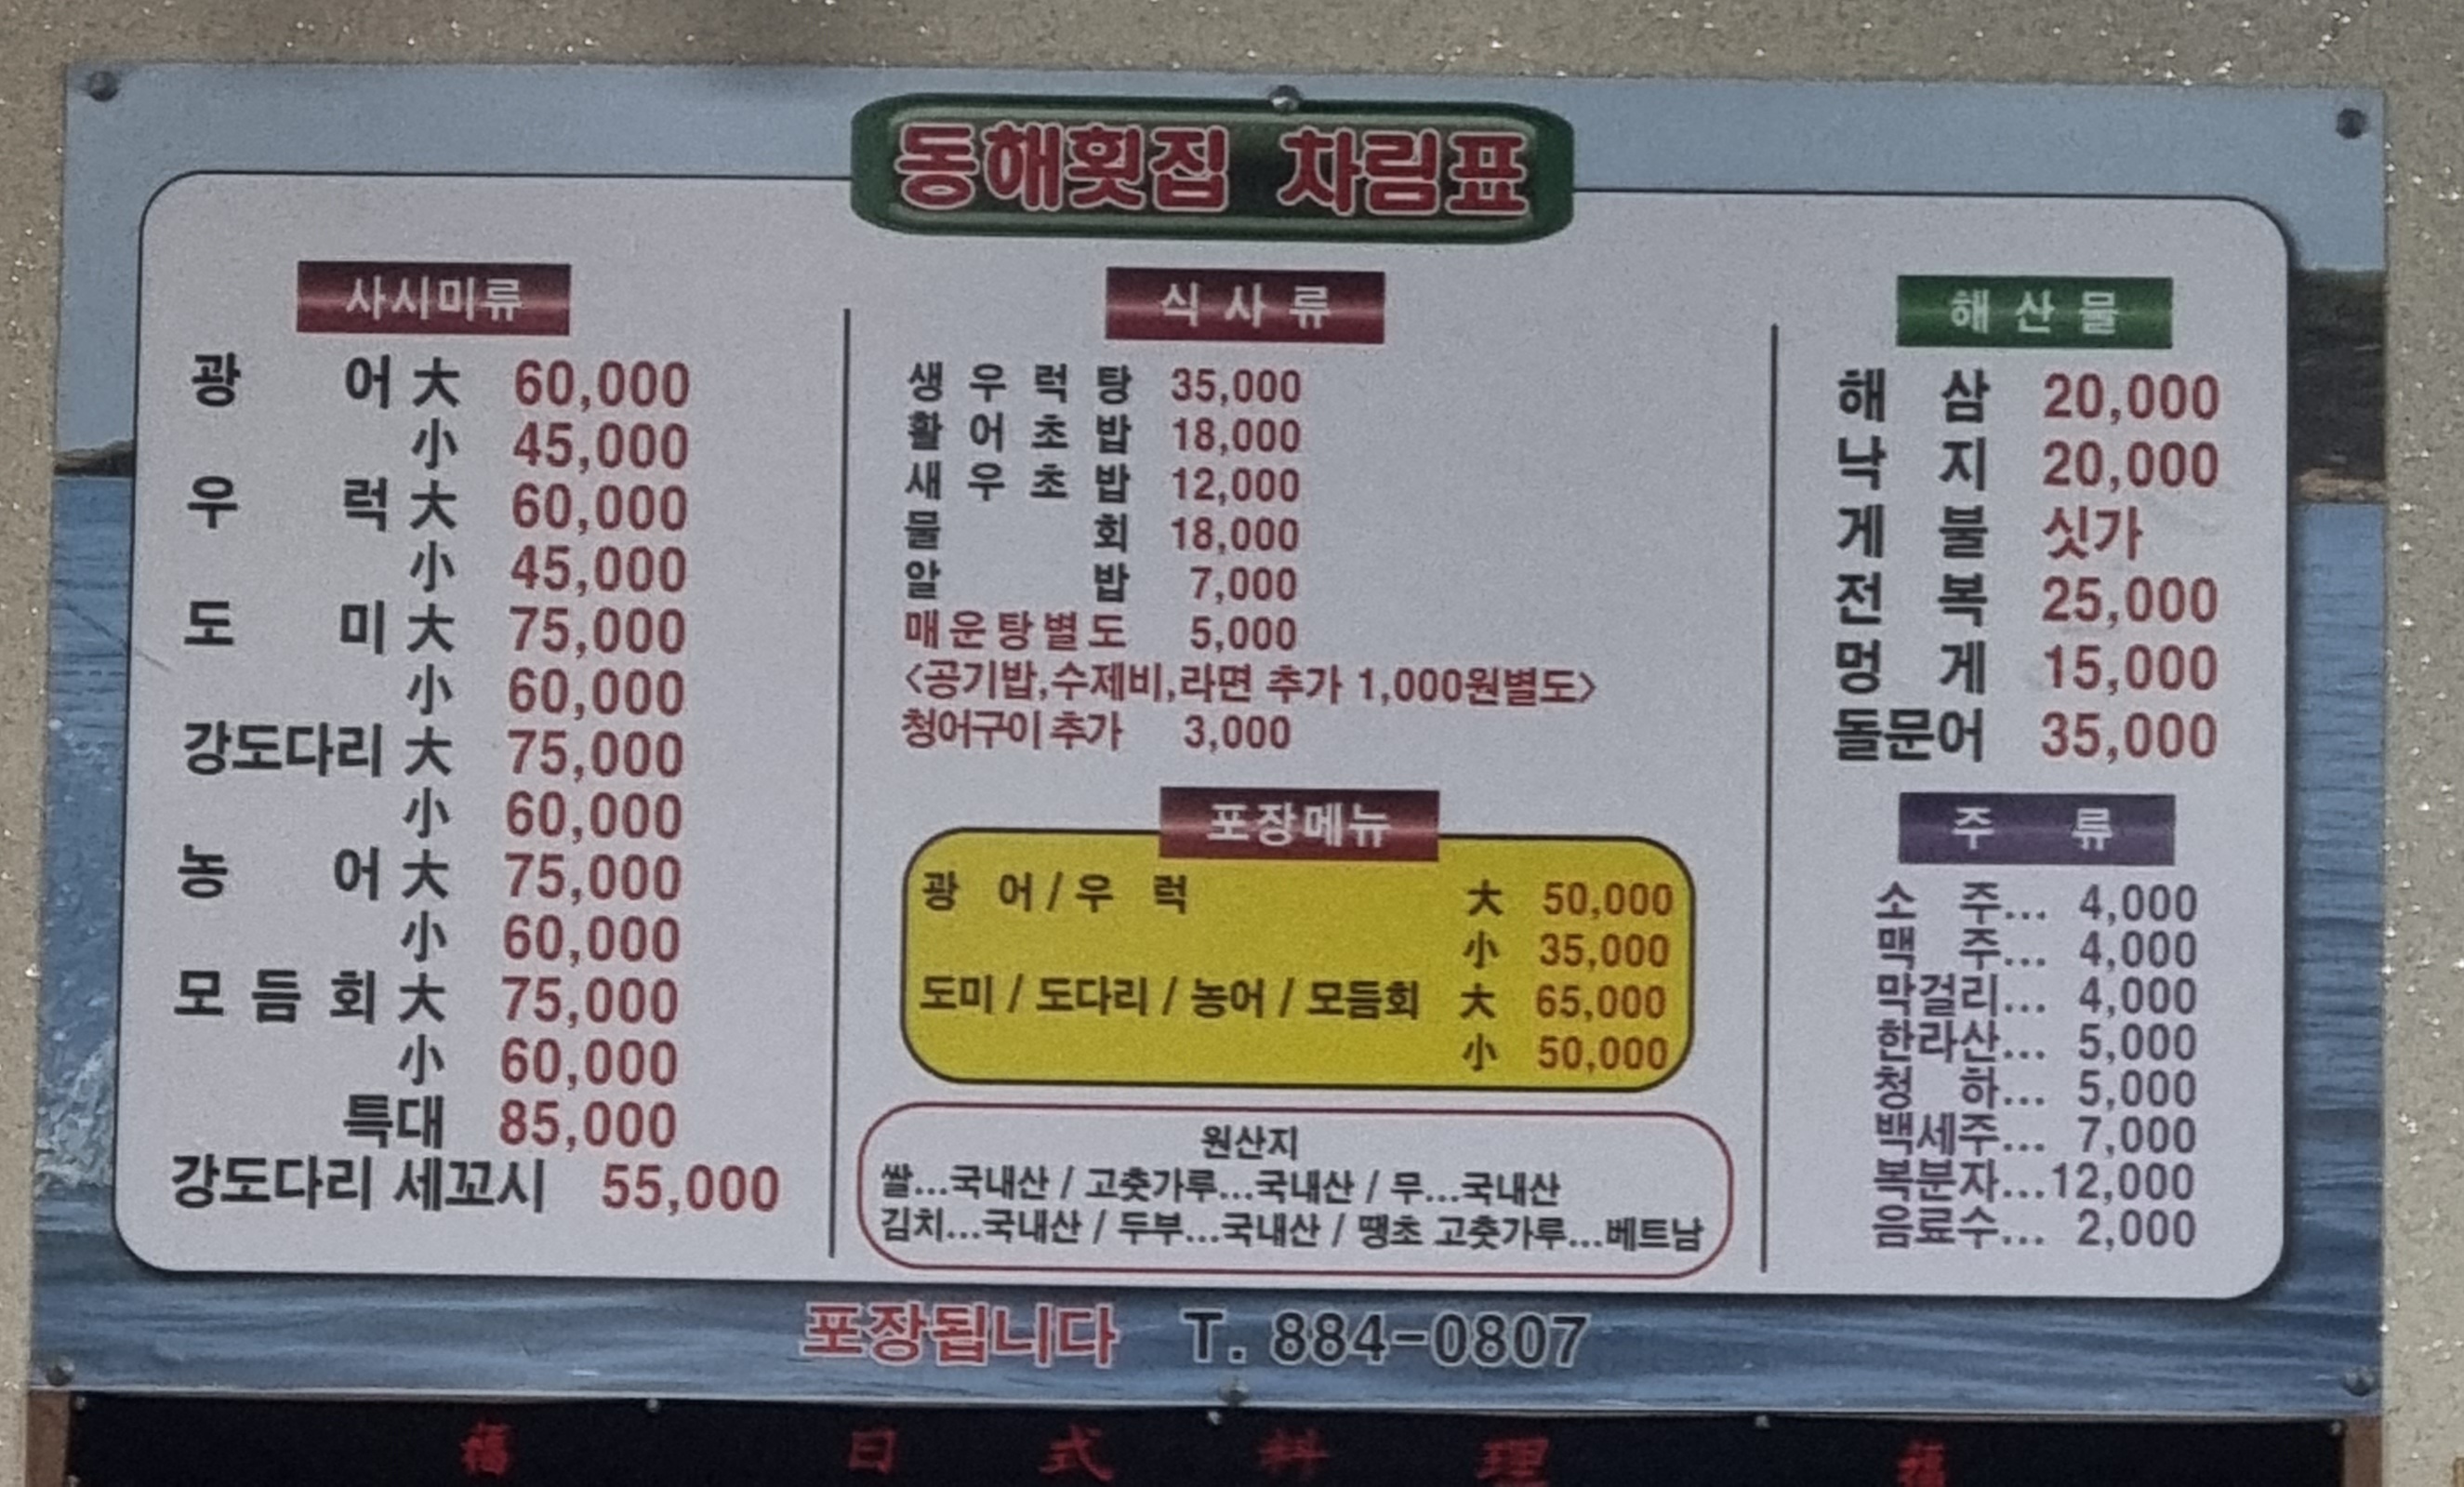 동해횟집 차림표
사시미류
광어 大 60,000
小 45,000
우럭 大 60,000
小 45,000
도미 大 75,000
小 60,000
강도다리 大 75,000
小 60,000
농어 大 75,000
小 60,000
모듬회 大 75,000
小 60,000
특대 85,000
강도다리 세꼬시 55,000
식사류
생우럭탕 35,000
활어초밥 18,000
새우초밥 12,000
물회 18,000
알밥 7,000
매운탕별도 5,000
<공기밥,수제비,라면 추가 1,000원별도>
청어구이 추가 3,000
포장메뉴
광어/우럭 大 50,000
小 35,000
도미 / 도다리 / 농어 / 모듬회 大 65,000
小 50,000
원산지
쌀...국내산 / 고춧가루...국내산 / 무...국내산
김치...국내산 / 두부...국내산 / 땡초 고춧가루...베트남
해산물
해삼 20,000
낙지 20,000
게불 싯가
전복 25,000
멍게 15,000
돌문어 35,000
주류
소주... 4,000
맥주... 4,000
막걸리... 4,000
한라산... 5,000
청하... 5,000
백세주... 7,000
복분자...12,000
음료수... 2,000
포장됩니다 T. 884-0807
福 日式料理 福